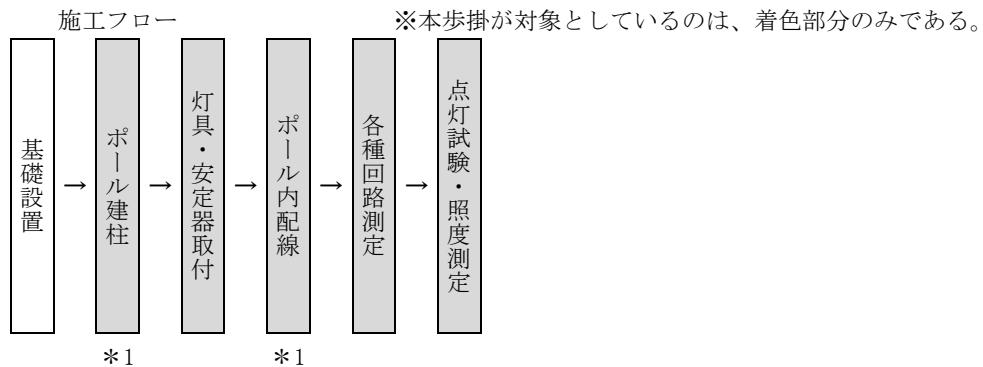 施工フロー
※本歩掛が対象としているのは、着色部分のみである。
基礎設置
→
ポール建柱
→
灯具・安定器取付
→
ポール内配線
→
各種回路測定
→
点灯試験・照度測定
＊1
＊1